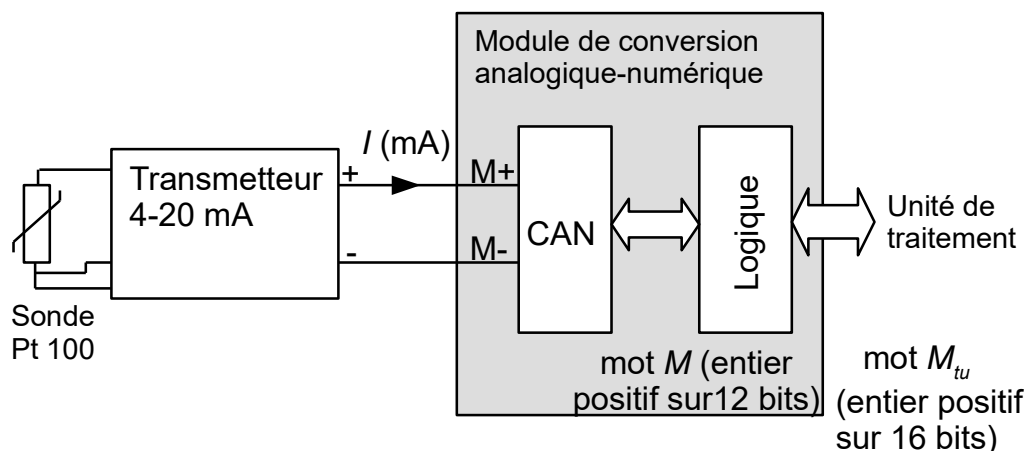 Module de conversion
analogique-numérique
I (mA)
+
M+
Transmetteur
4-20 mA
-
M-
CAN
Logique
Unité de
traitement
Sonde
Pt 100
mot M (entier
positif sur12 bits)
mot Mtu
(entier positif
sur 16 bits)